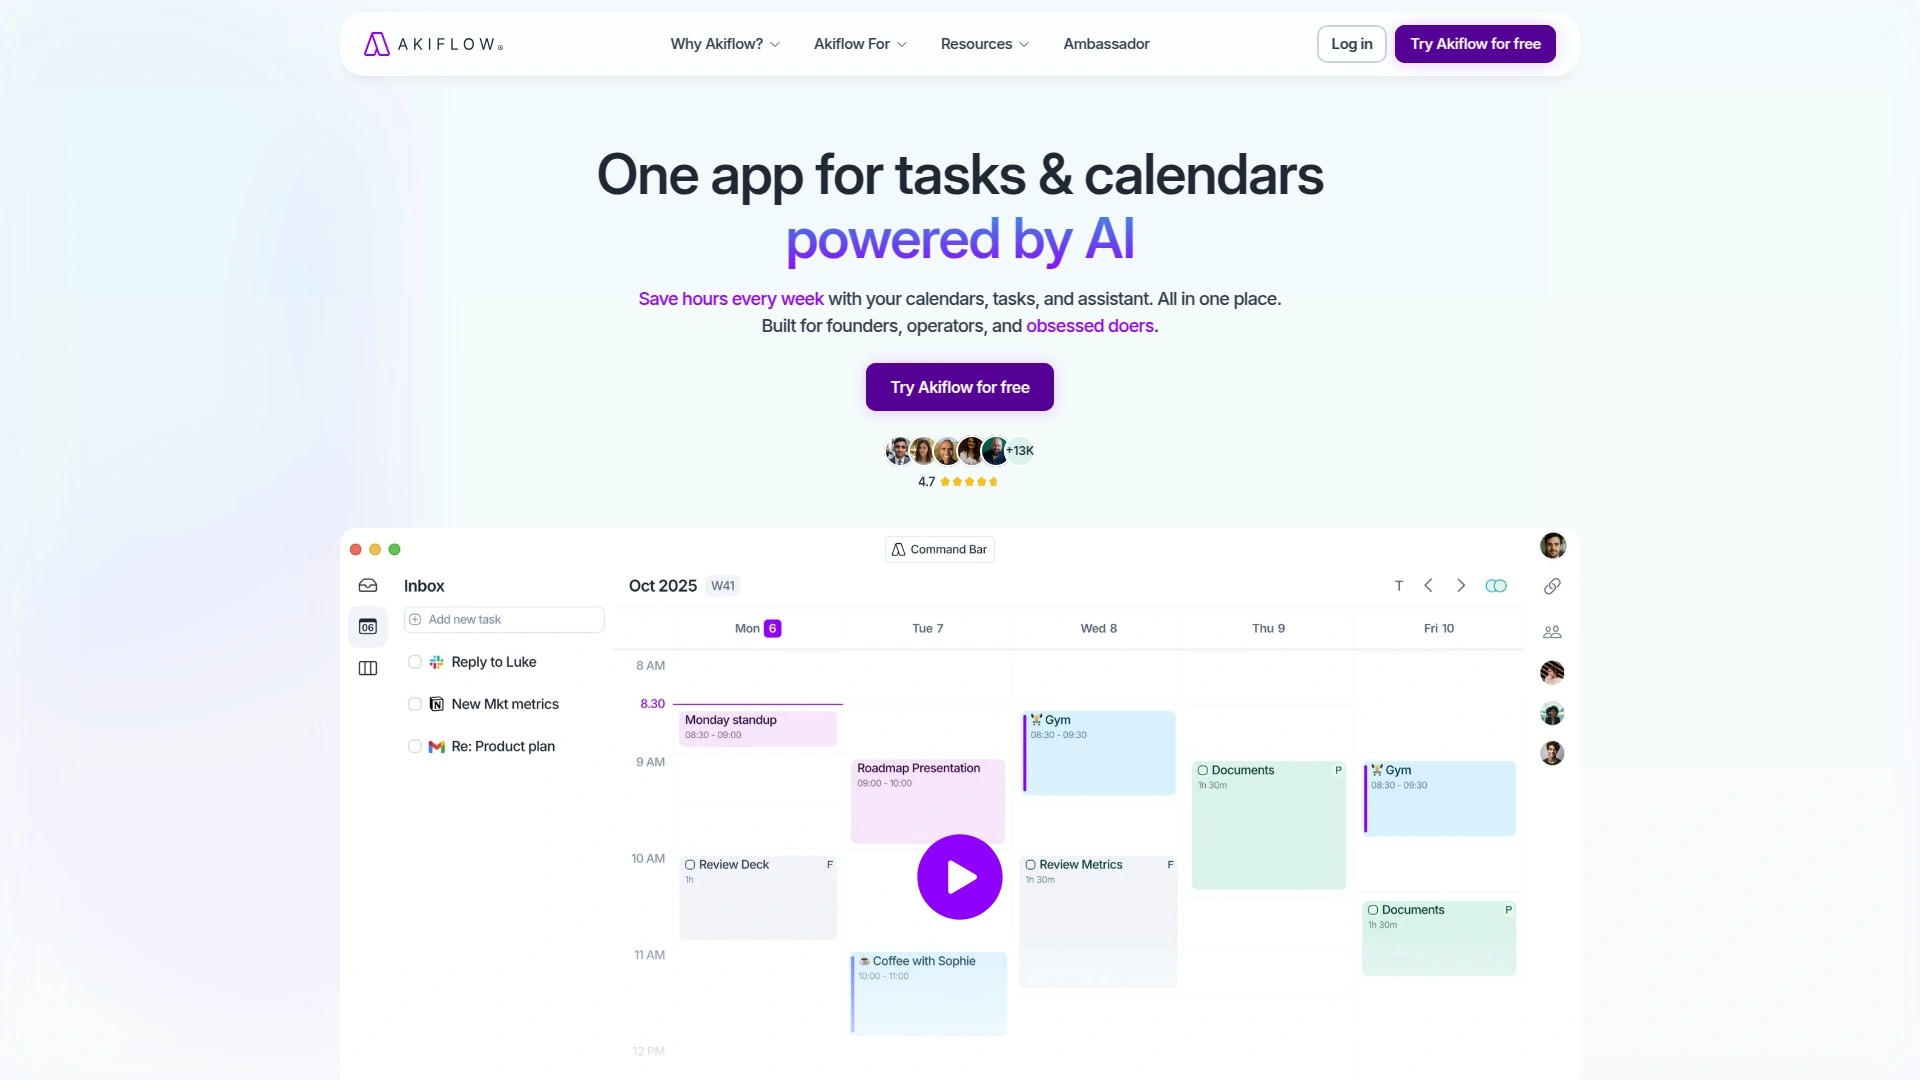 AKIFLOW®
Why Akiflow?
Akiflow For
Resources
Ambassador
Log in
Try Akiflow for free
One app for tasks & calendars
powered by AI
Save hours every week with your calendars, tasks, and assistant. All in one place.
Built for founders, operators, and obsessed doers.
Try Akiflow for free
+13K
4.7
Command Bar
06
Inbox
Add new task
Reply to Luke
New Mkt metrics
Re: Product plan
Oct 2025 W41
T
Mon 6
Tue 7
Wed 8
Thu 9
Fri 10
8 AM
8.30
9 AM
10 AM
11 AM
12 PM
Monday standup
08:30 - 09:00
Review Deck F
1h
Roadmap Presentation
09:00 - 10:00
Coffee with Sophie
10:00 - 11:00
Gym
08:30 - 09:30
Review Metrics F
1h 30m
Documents P
1h 30m
Gym
08:30 - 09:30
Documents P
1h 30m